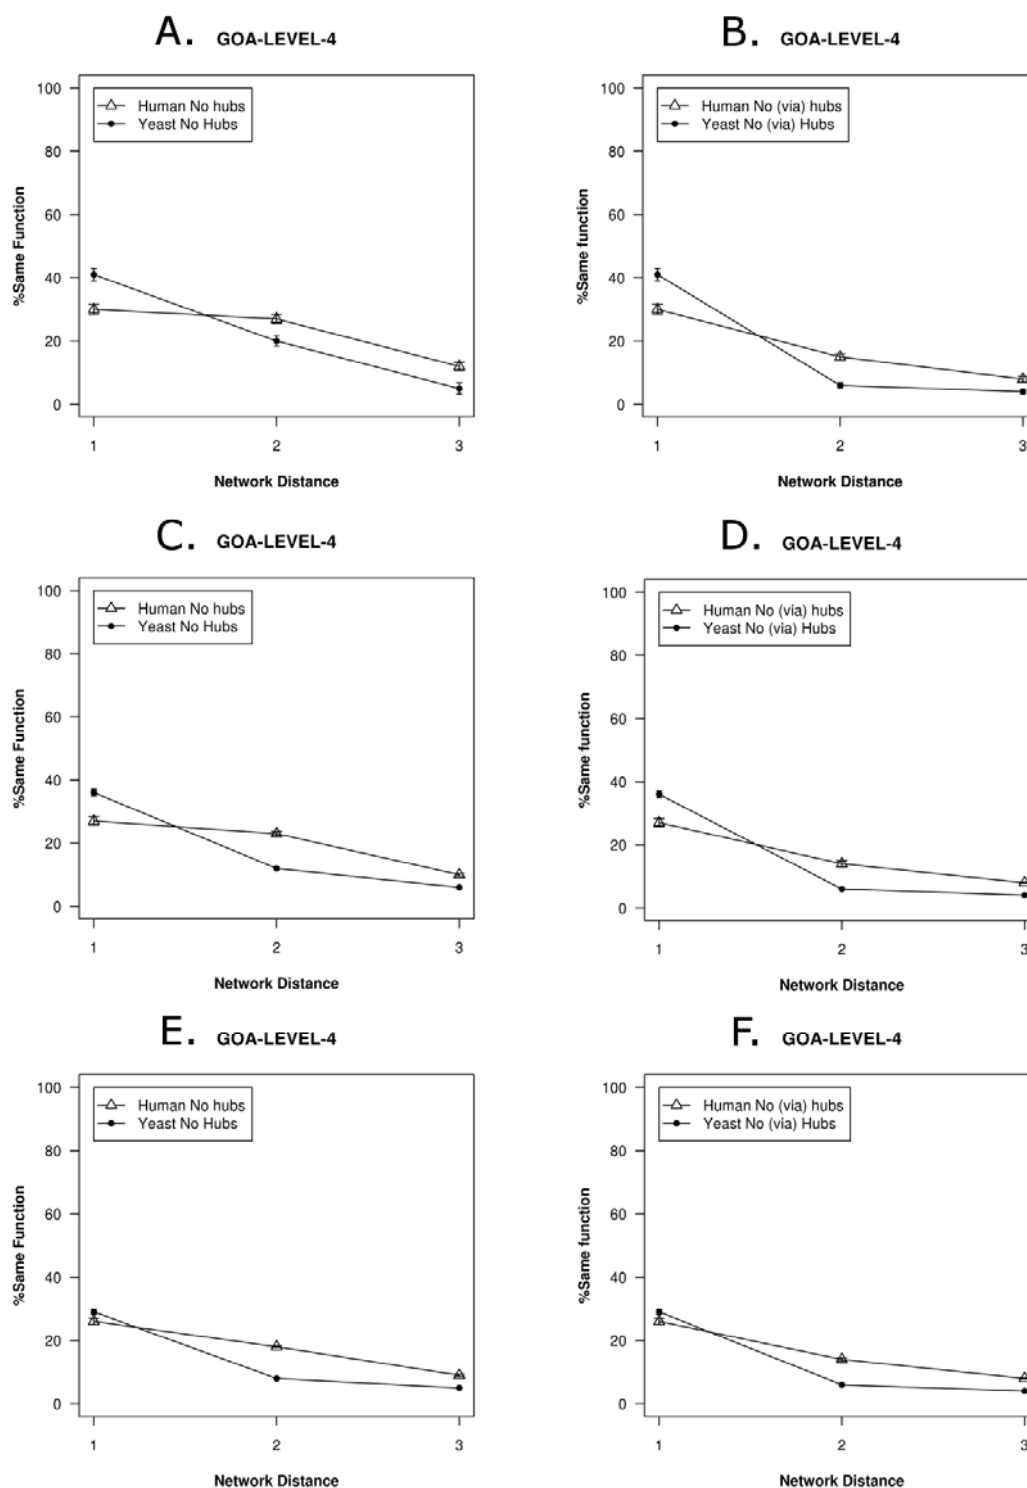 A. GOA-LEVEL-4
100
80
60
40
20
0
%Same Function
Human No hubs
Yeast No Hubs
1 2 3
Network Distance
B. GOA-LEVEL-4
100
80
60
40
20
0
%Same function
Human No (via) hubs
Yeast No (via) Hubs
1 2 3
Network Distance
C. GOA-LEVEL-4
100
80
60
40
20
0
%Same Function
Human No hubs
Yeast No Hubs
1 2 3
Network Distance
D. GOA-LEVEL-4
100
80
60
40
20
0
%Same function
Human No (via) hubs
Yeast No (via) Hubs
1 2 3
Network Distance
E. GOA-LEVEL-4
100
80
60
40
20
0
%Same Function
Human No hubs
Yeast No Hubs
1 2 3
Network Distance
F. GOA-LEVEL-4
100
80
60
40
20
0
%Same function
Human No (via) hubs
Yeast No (via) Hubs
1 2 3
Network Distance